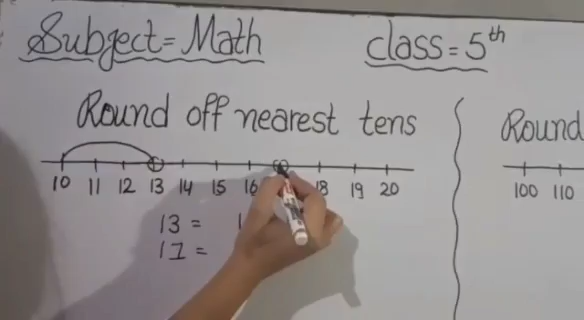 Subject = Math
class = 5th
Round off nearest tens
10 11 12 13 14 15 16 18 19 20
13 =
17 =
Round
100 110